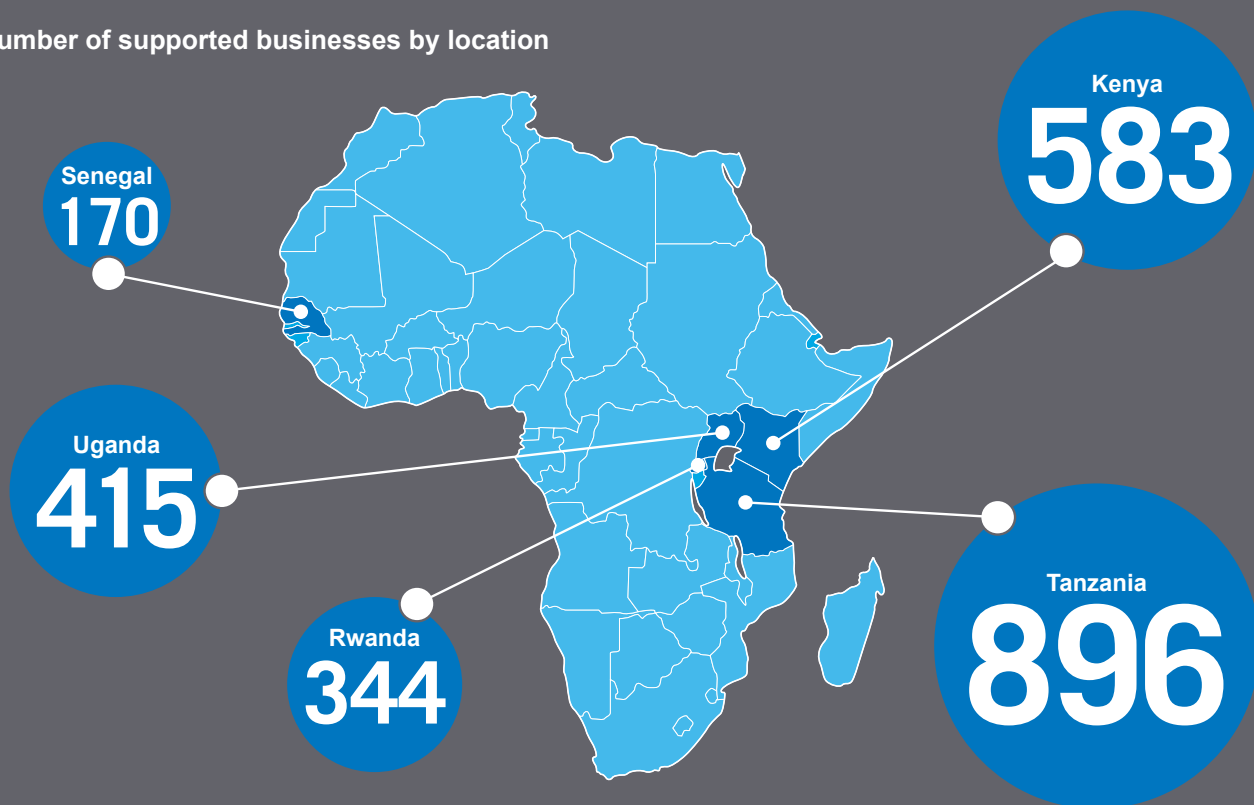 umber of supported businesses by location
Kenya
583
Senegal
170
Uganda
415
Tanzania
896
Rwanda
344